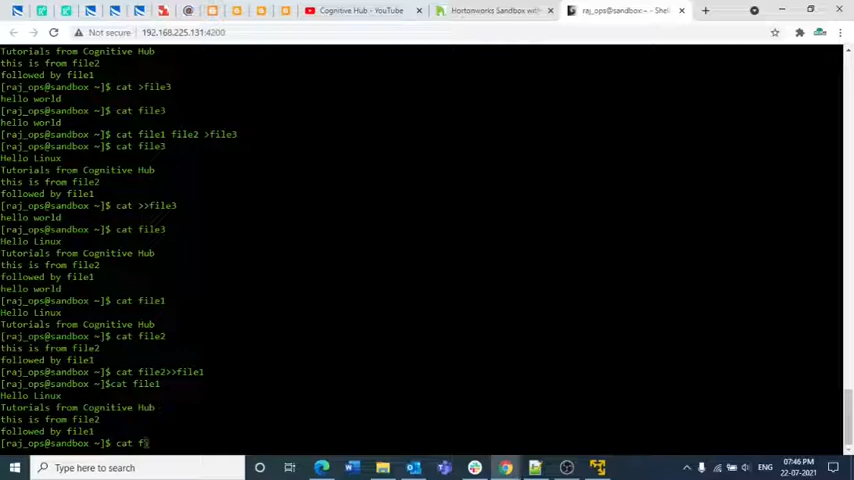 Cognitive Hub - YouTube
Hortonworks Sandbox with
raj_ops@sandbox:~ - Shel
Not secure
192.168.225.131:4200
Tutorials from Cognitive Hub
this is from file2
followed by file1
[raj_ops@sandbox ~]$ cat >file3
hello world
[raj_ops@sandbox ~]$ cat file3
hello world
[raj_ops@sandbox ~]$ cat file1 file2 >file3
[raj_ops@sandbox ~]$ cat file3
Hello Linux
Tutorials from Cognitive Hub
this is from file2
followed by file1
[raj_ops@sandbox ~]$ cat >>file3
hello world
[raj_ops@sandbox ~]$ cat file3
Hello Linux
Tutorials from Cognitive Hub
this is from file2
followed by file1
hello world
[raj_ops@sandbox ~]$ cat file1
Hello Linux
Tutorials from Cognitive Hub
[raj_ops@sandbox ~]$ cat file2
this is from file2
followed by file1
[raj_ops@sandbox ~]$ cat file2>>file1
[raj_ops@sandbox ~]$cat file1
Hello Linux
Tutorials from Cognitive Hub
this is from file2
followed by file1
[raj_ops@sandbox ~]$ cat f
Type here to search
ENG
07:46 PM
22-07-2021